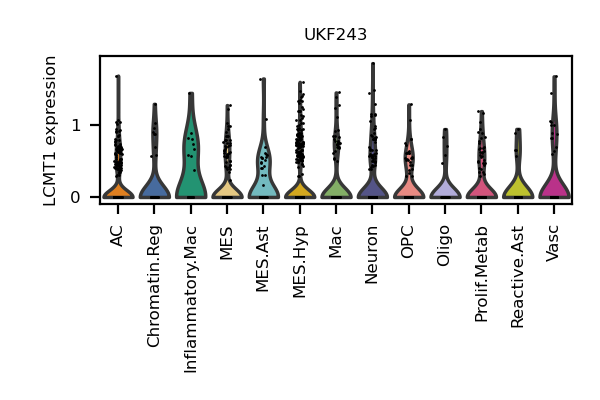 UKF243
LCMT1 expression
1
0
AC
Chromatin.Reg
Inflammatory.Mac
MES
MES.Ast
MES.Hyp
Mac
Neuron
OPC
Oligo
Prolif.Metab
Reactive.Ast
Vasc